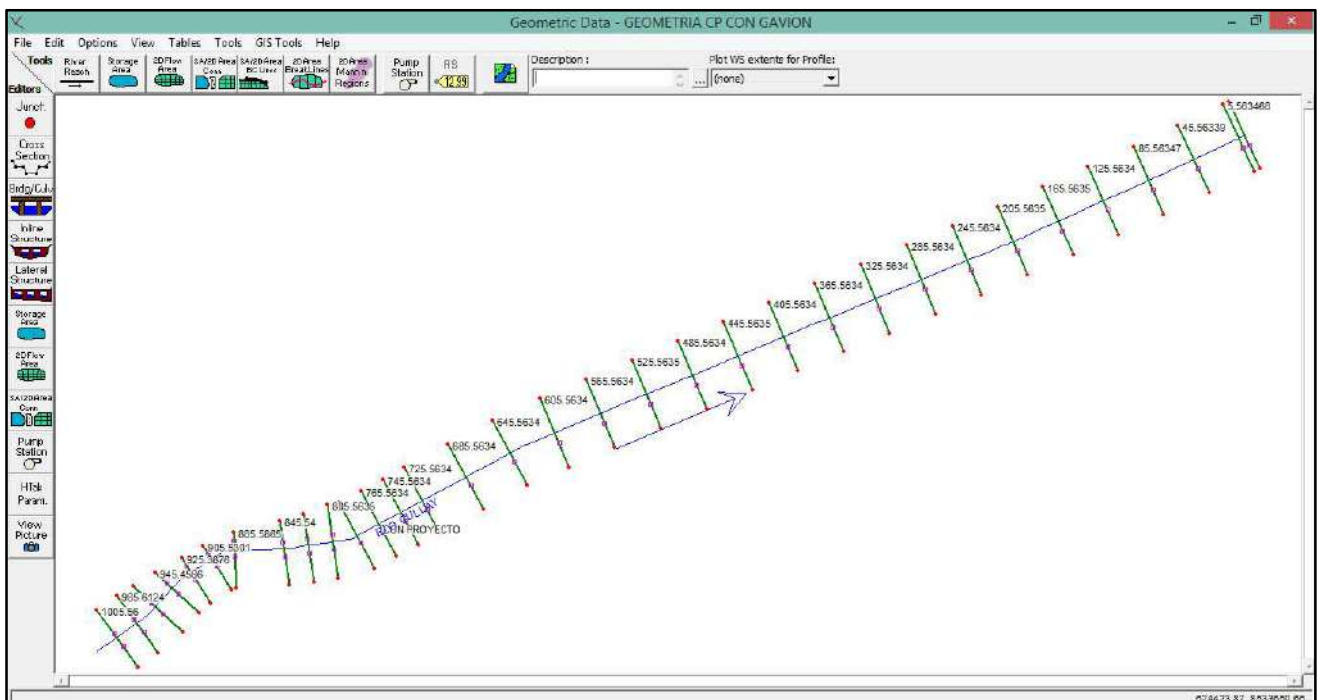 Geometric Data - GEOMETRIA CP CON GAVION
File Edit Options View Tables Tools GIS Tools Help
Tools
Editors
River Reach
Storage Area
2D Flow Area
SA/2D Area Conn
SA/2D Area BC Lines
2D Area BreakLines
2D Area Mann n Regions
Pump Station
RS
12.99
Description :
...
Plot WS extents for Profile:
(none)
Junct.
Cross Section
Brdg/Culv
Inline Structure
Lateral Structure
Storage Area
2D Flow Area
SA/2D Area Conn
Pump Station
HTab Param.
View Picture
5.563468
45.56339
85.56347
125.5634
165.5635
205.5635
245.5634
285.5634
325.5634
365.5634
405.5634
445.5635
485.5634
525.5635
565.5634
605.5634
645.5634
685.5634
725.5634
745.5634
765.5634
805.5635
845.54
885.5865
905.5301
925.3876
945.4566
985.6124
1005.56
CON PROYECTO